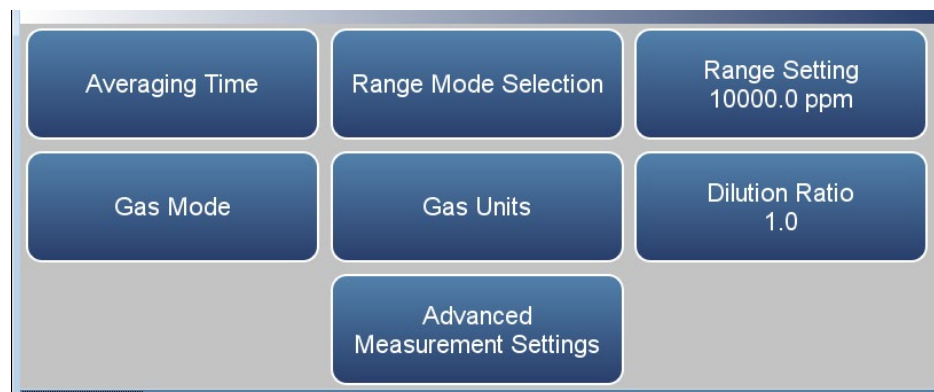 Averaging Time
Range Mode Selection
Range Setting
10000.0 ppm
Gas Mode
Gas Units
Dilution Ratio
1.0
Advanced
Measurement Settings